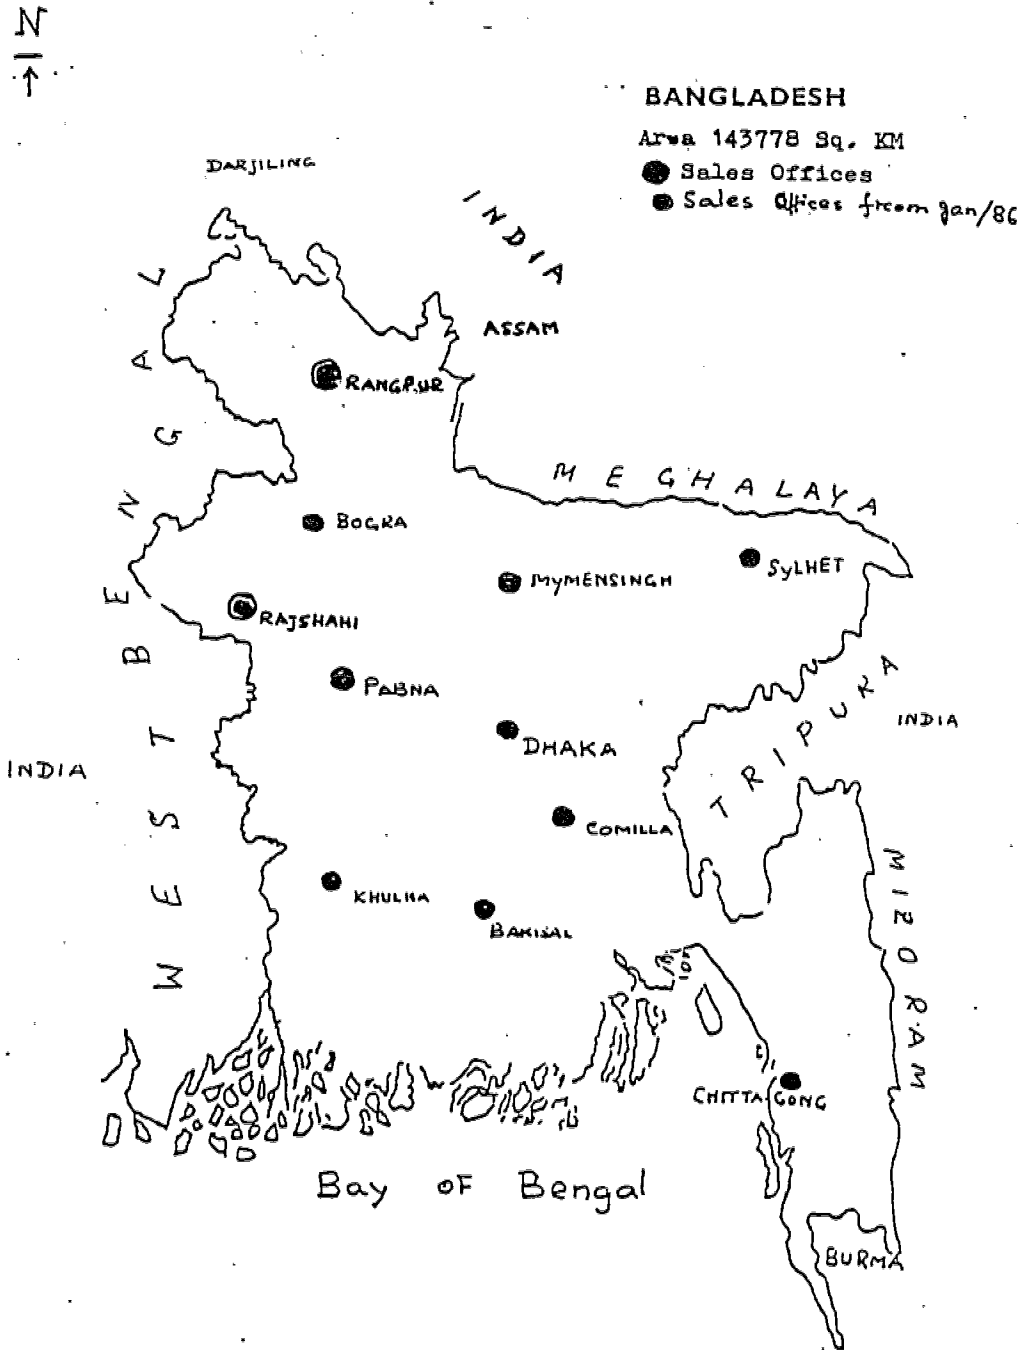 N
BANGLADESH
Area 143778 Sq. KM
Sales Offices
Sales Offices from Jan/86
DARJILING
INDIA
ASSAM
RANGPUR
MEGHALAYA
WEST BENGAL
BOGRA
MYMENSINGH
SYLHET
RAJSHAHI
PABNA
TRIPURA
INDIA
DHAKA
INDIA
COMILLA
MIZORAM
KHULNA
BARISAL
CHITTAGONG
Bay OF Bengal
BURMA